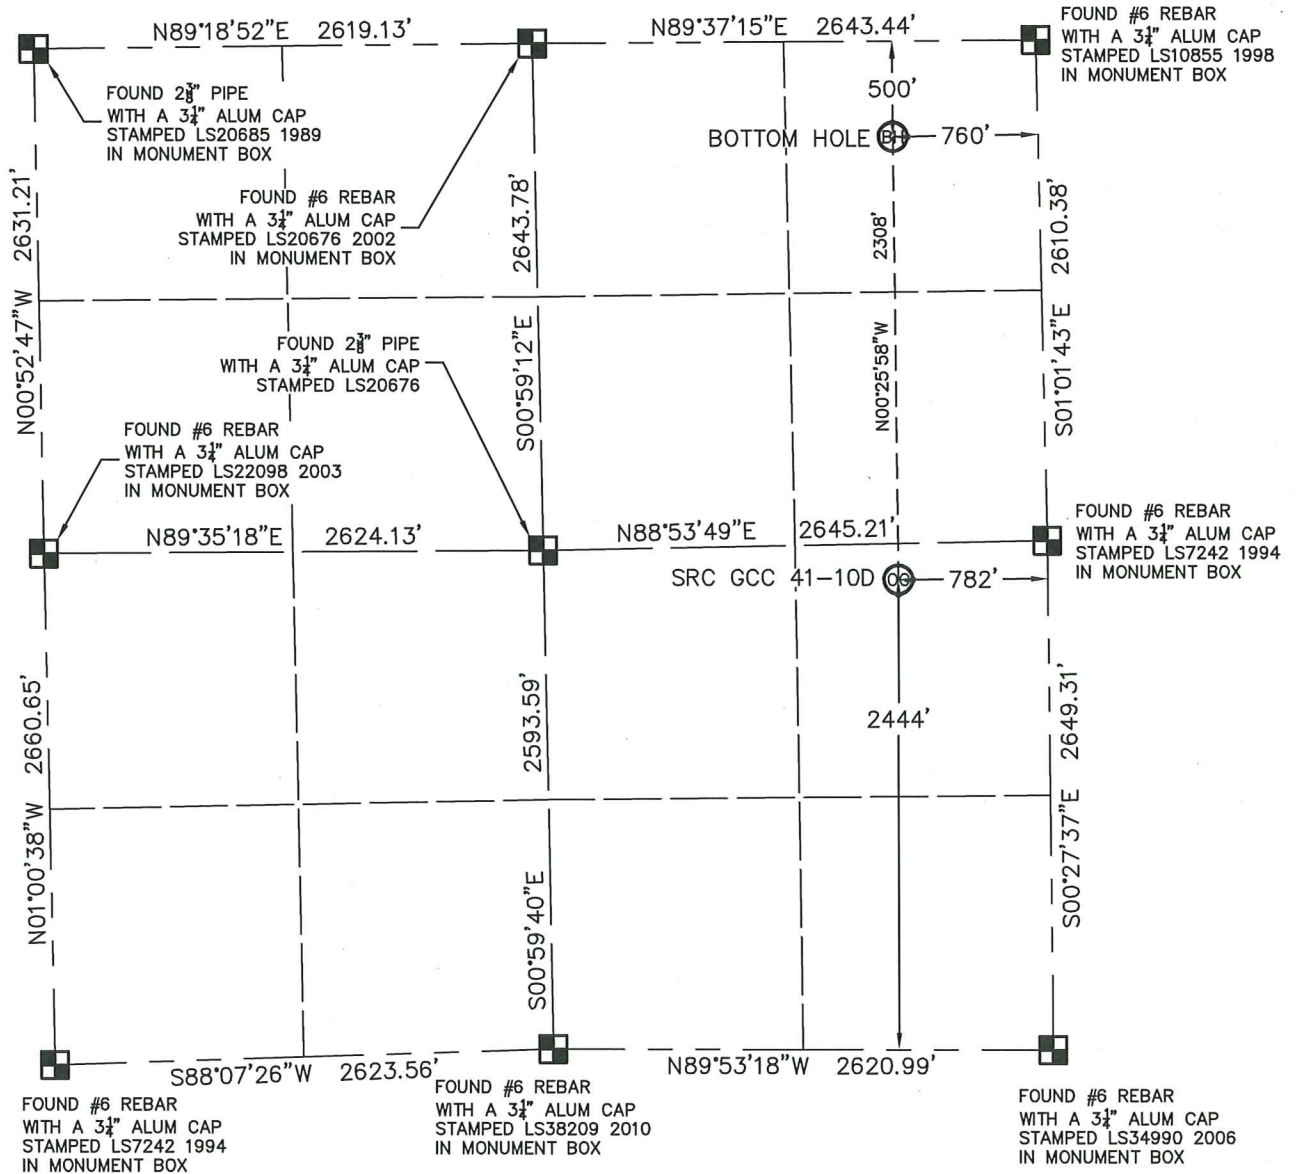 N89°18'52"E 2619.13'
N89°37'15"E 2643.44'
FOUND #6 REBAR
WITH A 3¼" ALUM CAP
STAMPED LS10855 1998
IN MONUMENT BOX
FOUND 2⅜" PIPE
WITH A 3¼" ALUM CAP
STAMPED LS20685 1989
IN MONUMENT BOX
500'
BOTTOM HOLE BH 760'
FOUND #6 REBAR
WITH A 3¼" ALUM CAP
STAMPED LS20676 2002
IN MONUMENT BOX
N00°52'47"W 2631.21'
S00°59'12"E 2643.78'
N00°25'58"W 2308'
S01°01'43"E 2610.38'
FOUND 2⅜" PIPE
WITH A 3¼" ALUM CAP
STAMPED LS20676
FOUND #6 REBAR
WITH A 3¼" ALUM CAP
STAMPED LS22098 2003
IN MONUMENT BOX
N89°35'18"E 2624.13'
N88°53'49"E 2645.21'
FOUND #6 REBAR
WITH A 3¼" ALUM CAP
STAMPED LS7242 1994
IN MONUMENT BOX
SRC GCC 41-10D OG 782'
N01°00'38"W 2660.65'
S00°59'40"E 2593.59'
2444'
S00°27'37"E 2649.31'
S88°07'26"W 2623.56'
N89°53'18"W 2620.99'
FOUND #6 REBAR
WITH A 3¼" ALUM CAP
STAMPED LS7242 1994
IN MONUMENT BOX
FOUND #6 REBAR
WITH A 3¼" ALUM CAP
STAMPED LS38209 2010
IN MONUMENT BOX
FOUND #6 REBAR
WITH A 3¼" ALUM CAP
STAMPED LS34990 2006
IN MONUMENT BOX